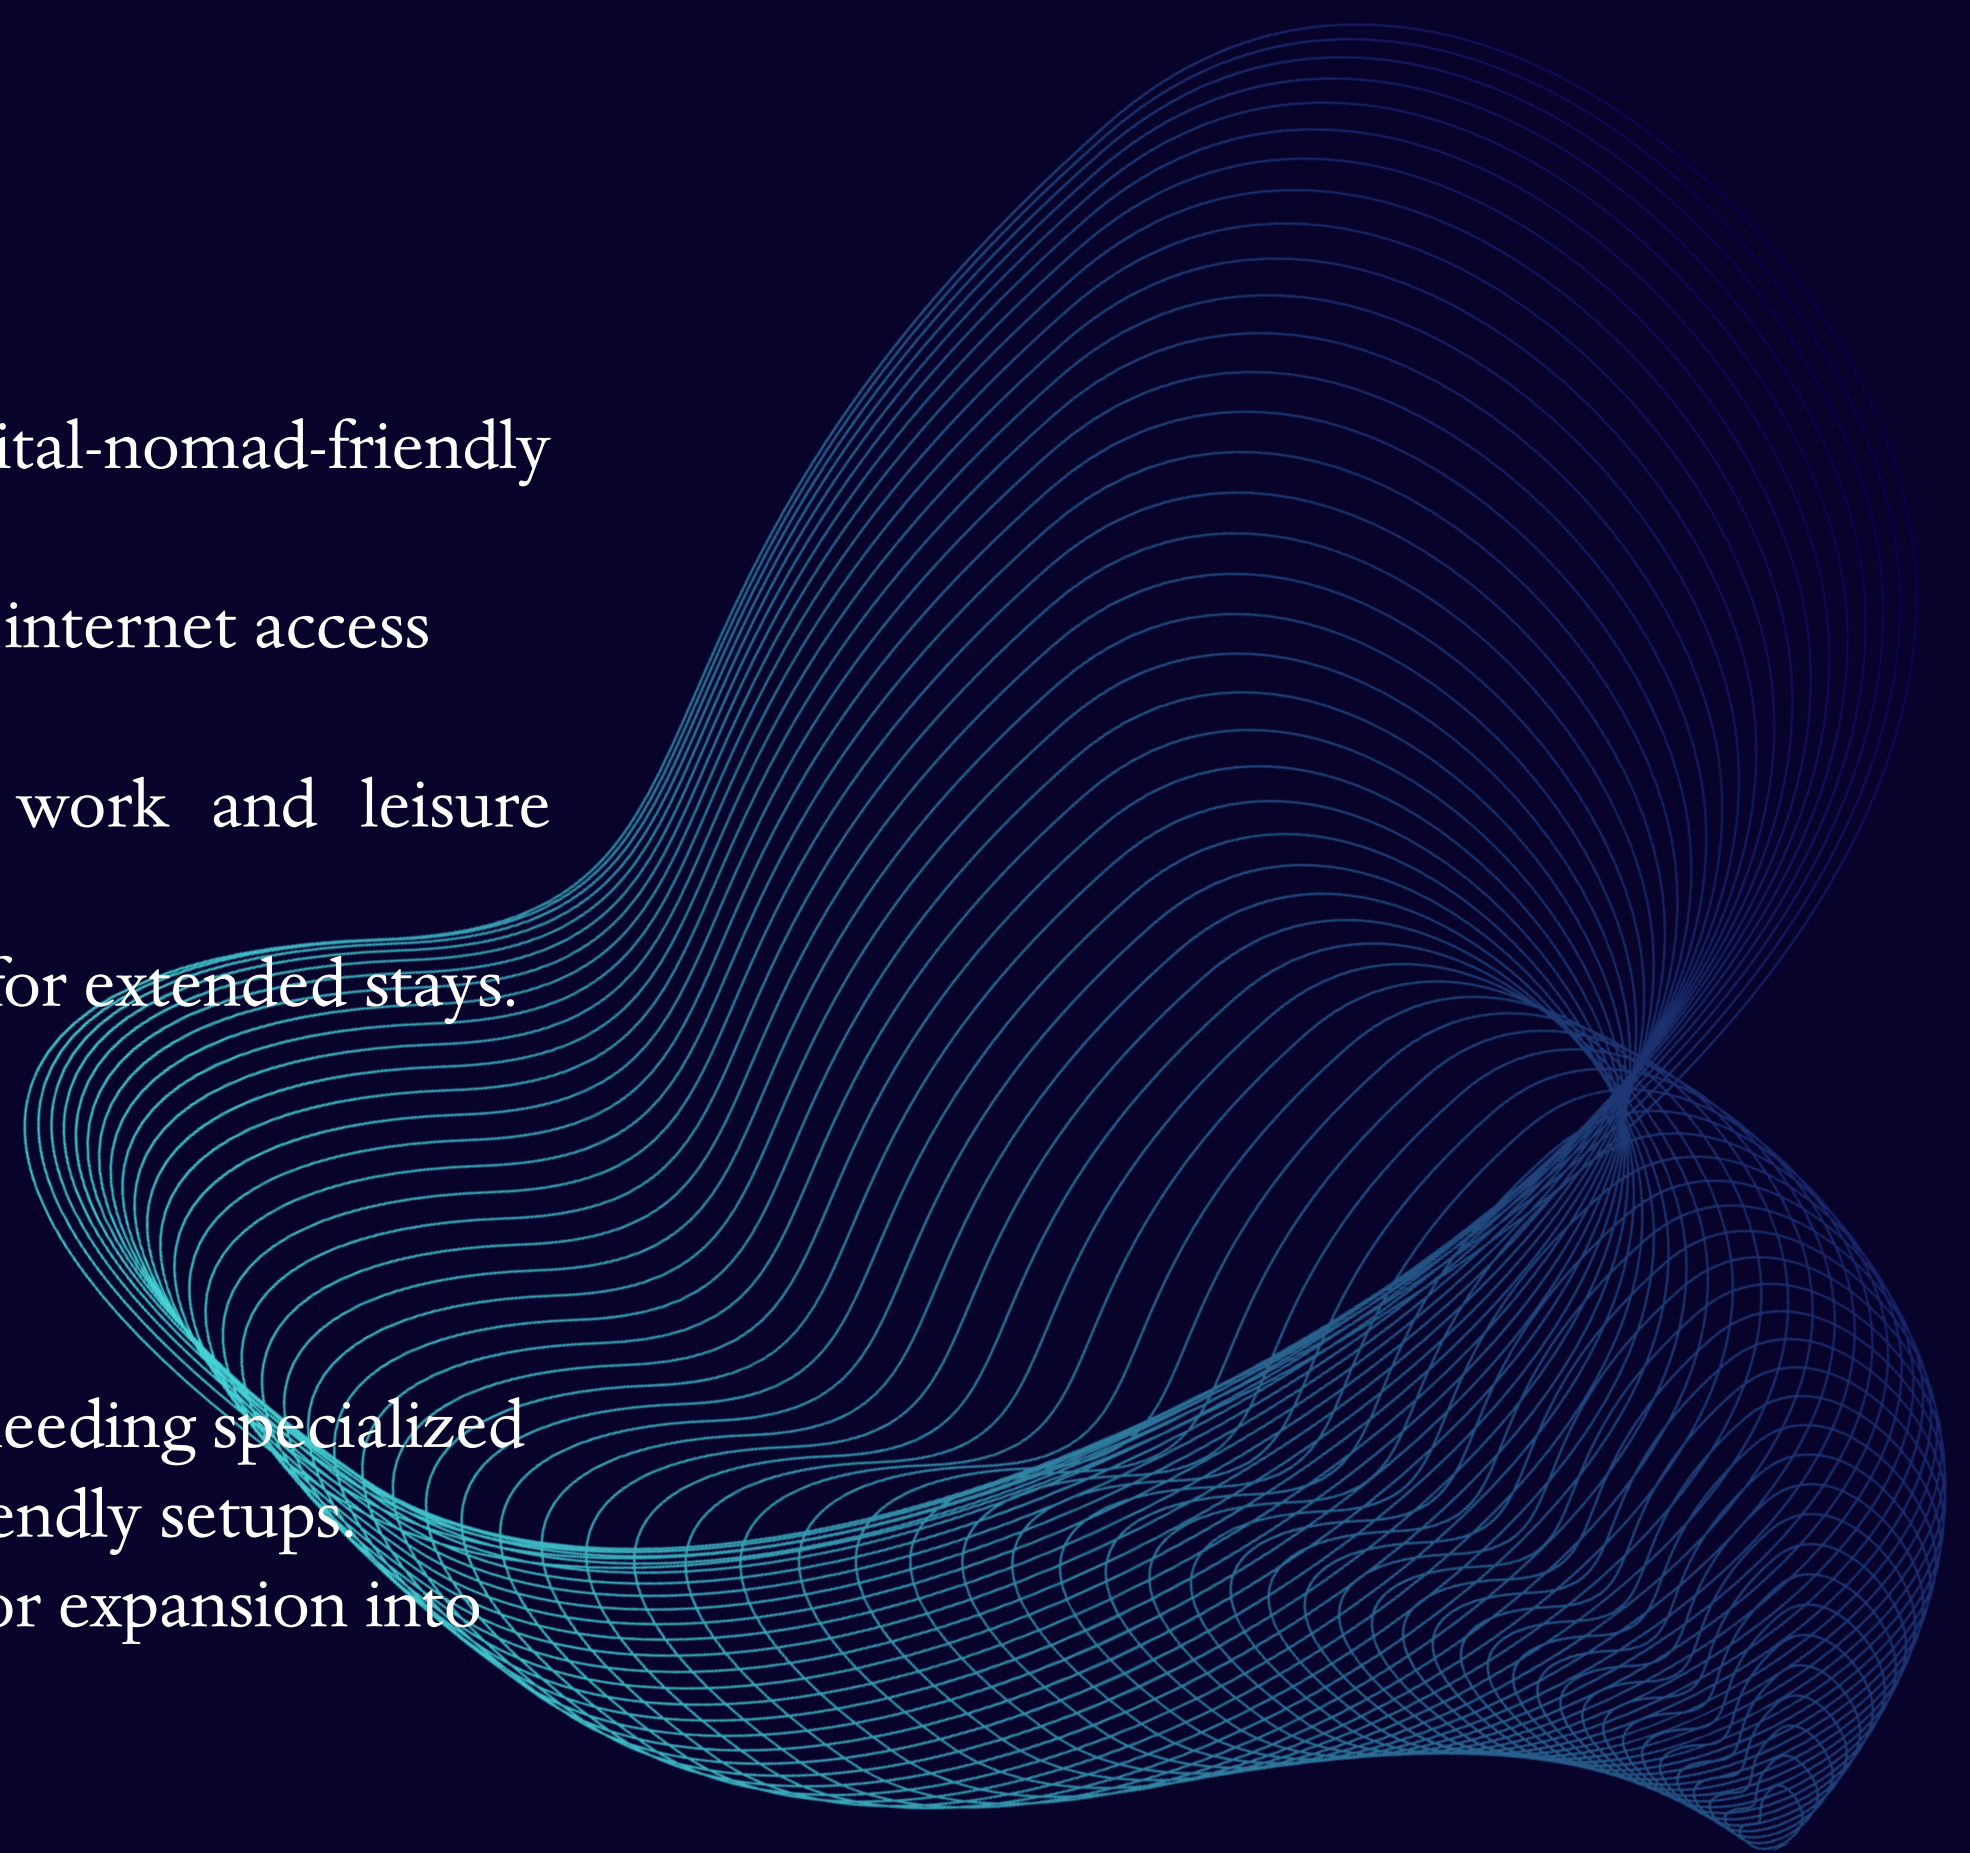 ital-nomad-friendly
internet access
work and leisure
for extended stays.
eeding specialized
endly setups.
or expansion into